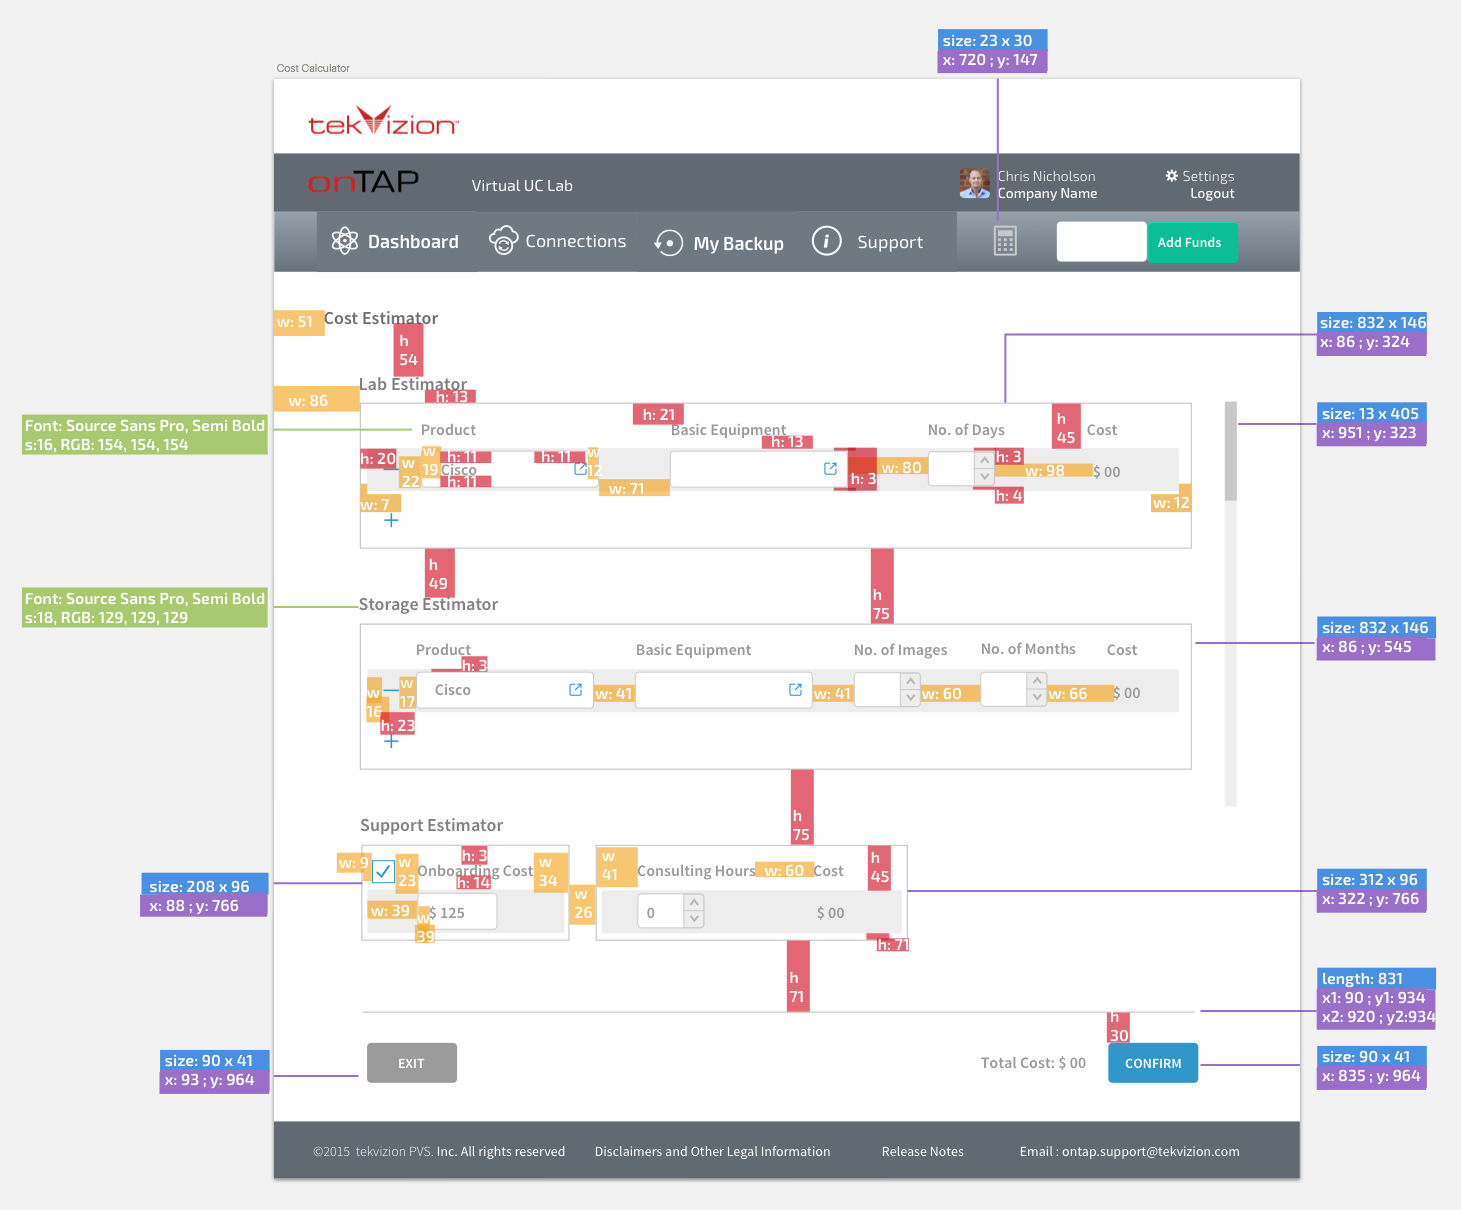 size: 23 x 30
x: 720 ; y: 147
Cost Calculator
tekVizion
onTAP
Virtual UC Lab
Chris Nicholson
Company Name
Settings
Logout
Dashboard
Connections
My Backup
i
Support
Add Funds
w: 51
Cost Estimator
h
54
size: 832 x 146
x: 86 ; y: 324
Lab Estimator
w: 86
h: 13
h: 21
h
45
Font: Source Sans Pro, Semi Bold
s:16, RGB: 154, 154, 154
size: 13 x 405
x: 951 ; y: 323
Product
Basic Equipment
No. of Days
Cost
h: 13
h: 20
w
19
h: 11
h: 11
w
12
h: 3
w
22
Cisco
h: 11
w: 71
h: 3
w: 80
w: 98
$ 00
h: 4
w: 7
w: 12
h
49
h
75
Font: Source Sans Pro, Semi Bold
s:18, RGB: 129, 129, 129
Storage Estimator
size: 832 x 146
x: 86 ; y: 545
Product
Basic Equipment
No. of Images
No. of Months
Cost
h: 3
w
16
w
17
Cisco
w: 41
w: 41
w: 60
w: 66
$ 00
h: 23
h
75
Support Estimator
w: 9
w
23
h: 3
Onboarding Cost
h: 14
w
34
w
41
Consulting Hours
w: 60
Cost
h
45
size: 208 x 96
x: 88 ; y: 766
size: 312 x 96
x: 322 ; y: 766
w: 39
w
39
$ 125
w
26
0
$ 00
h: 71
h
71
length: 831
x1: 90 ; y1: 934
x2: 920 ; y2:934
h
30
size: 90 x 41
x: 93 ; y: 964
EXIT
Total Cost: $ 00
CONFIRM
size: 90 x 41
x: 835 ; y: 964
©2015 tekvizion PVS. Inc. All rights reserved
Disclaimers and Other Legal Information
Release Notes
Email : ontap.support@tekvizion.com